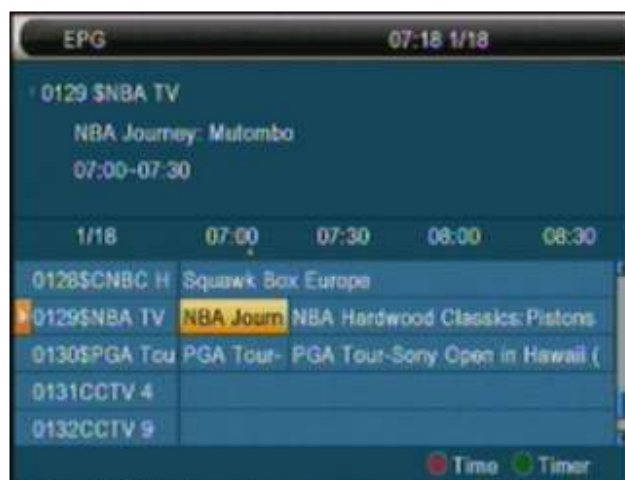 EPG 07:18 1/18
0129 $NBA TV
NBA Journey: Mutombo
07:00-07:30
1/18 07:00 07:30 08:00 08:30
0128$CNBC H Squawk Box Europe
0129$NBA TV NBA Journ NBA Hardwood Classics: Pistons
0130$PGA Tou PGA Tour- PGA Tour-Sony Open in Hawaii (
0131CCTV 4
0132CCTV 9
Time Timer